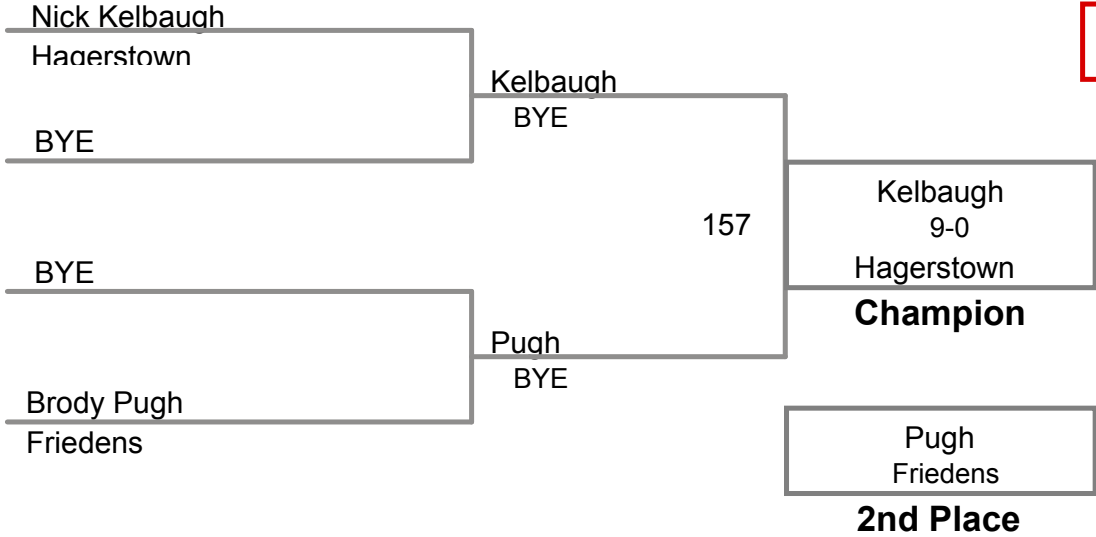 Nick Kelbaugh
Hagerstown
Kelbaugh
BYE
BYE
157
Kelbaugh
9-0
Hagerstown
Champion
BYE
Pugh
BYE
Brody Pugh
Friedens
Pugh
Friedens
2nd Place